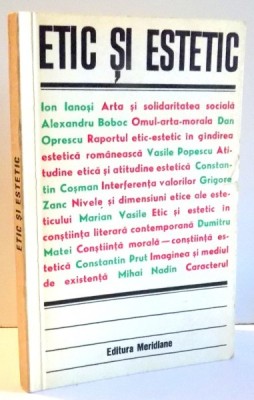 ETIC ȘI ESTETIC
Ion Ianoși Arta și solidaritatea socială
Alexandru Boboc Omul-arta-morala Dan
Oprescu Raportul etic-estetic în gîndirea
estetică românească Vasile Popescu Ati-
tudine etică și atitudine estetică Constan-
tin Coșman Interferența valorilor Grigore
Zanc Nivele și dimensiuni etice ale este-
ticului Marian Vasile Etic și estetic în
conștiința literară contemporană Dumitru
Matei Conștiință morală—conștiință es-
tetică Constantin Prut Imaginea și mediul
de existență Mihai Nadin Caracterul
Editura Meridiane
ETIC ȘI ESTETIC